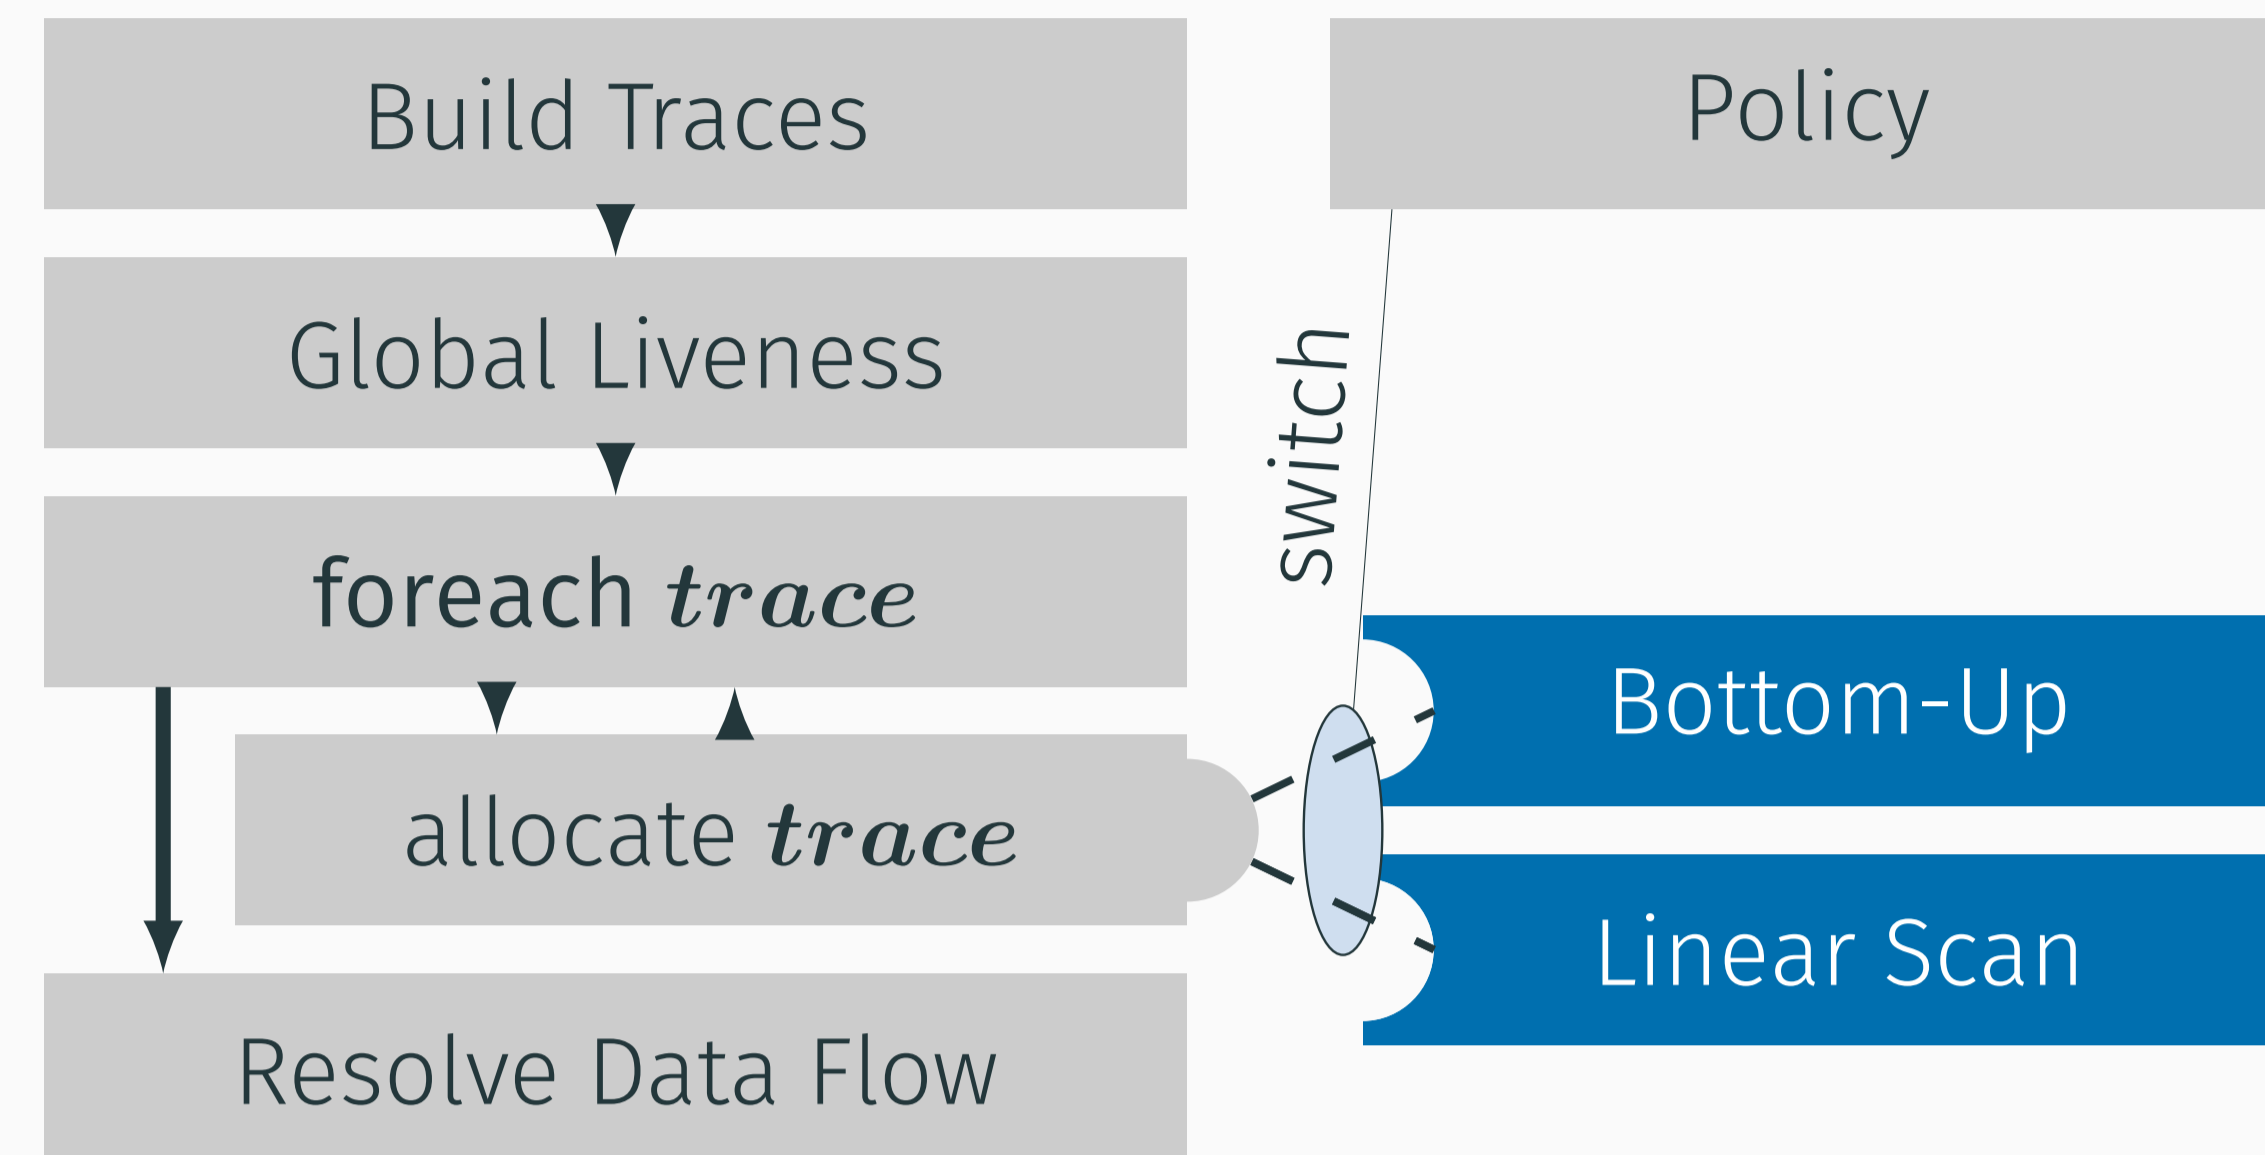 Build Traces
Policy
Global Liveness
switch
foreach trace
Bottom-Up
allocate trace
Linear Scan
Resolve Data Flow